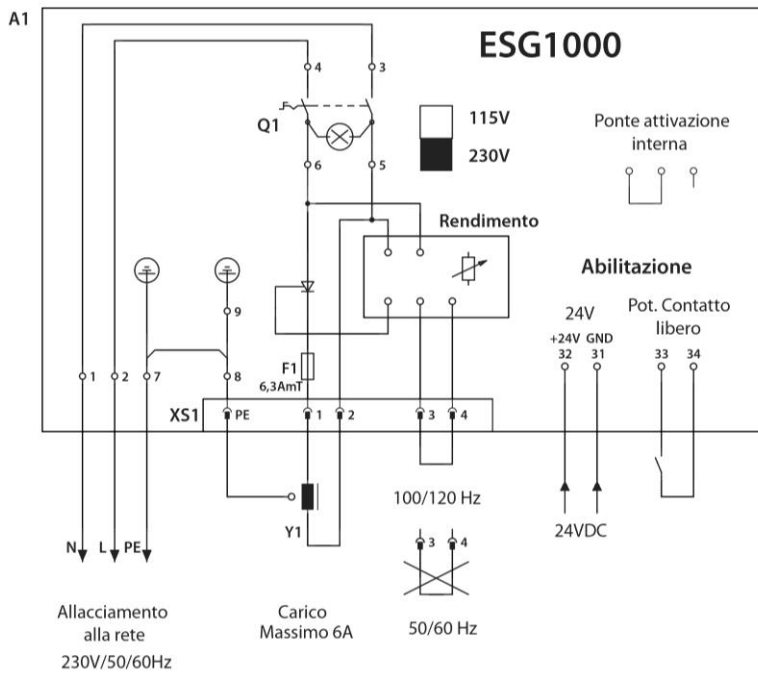 A1
ESG1000
4
3
Q1
6
5
115V
230V
Ponte attivazione
interna
Rendimento
Abilitazione
24V
+24V GND
32 31
Pot. Contatto
libero
33 34
9
1
2
7
8
F1
6,3AmT
XS1
PE
1
2
3
4
Y1
100/120 Hz
3
4
50/60 Hz
24VDC
N
L
PE
Allacciamento
alla rete
230V/50/60Hz
Carico
Massimo 6A